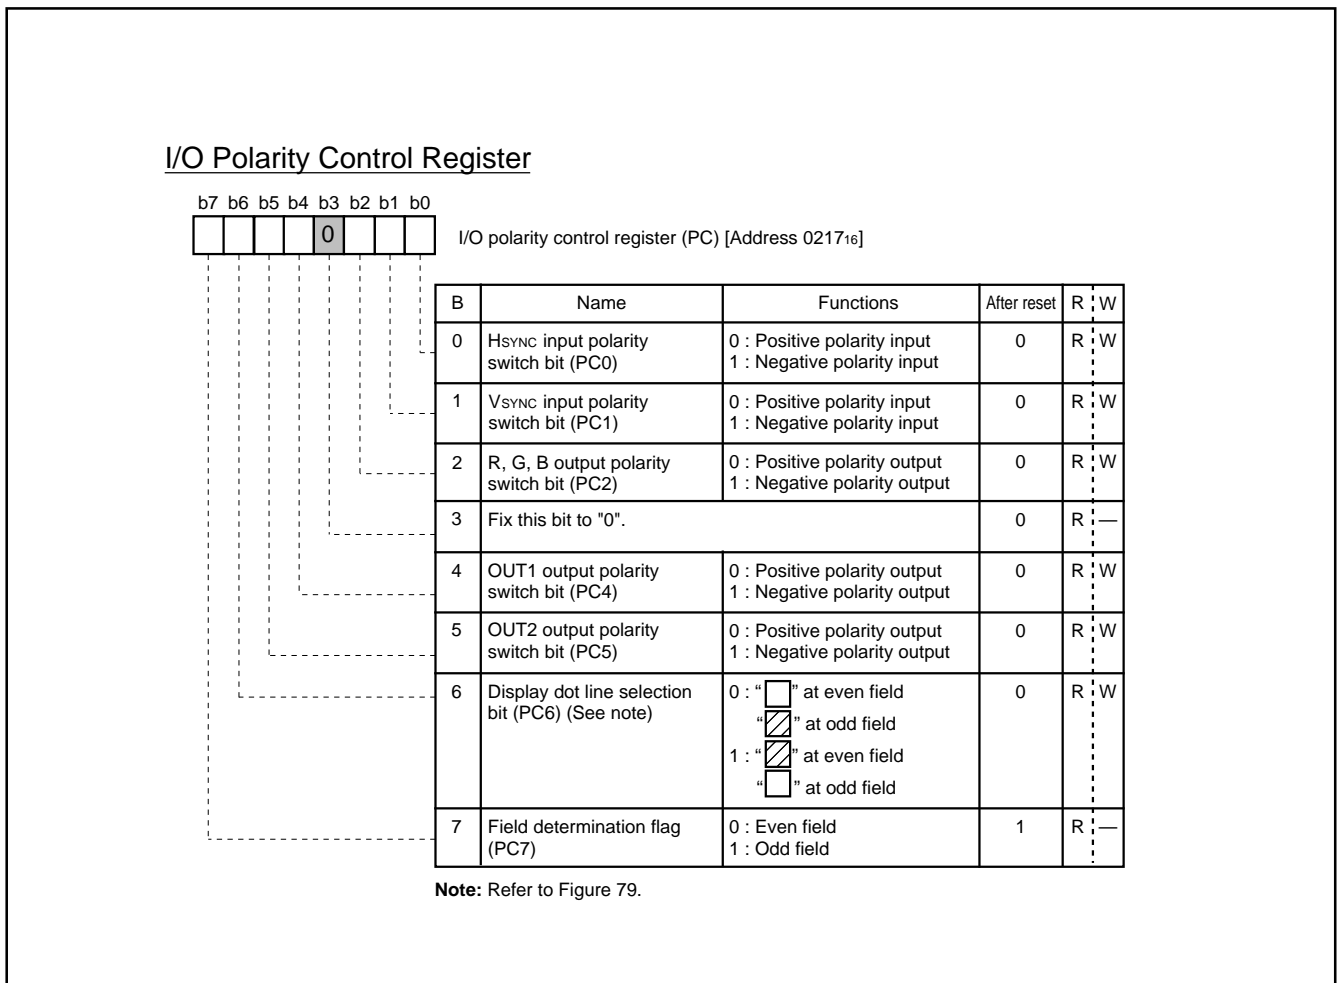 I/O Polarity Control Register
b7 b6 b5 b4 b3 b2 b1 b0
0
I/O polarity control register (PC) [Address 021716]
B Name Functions After reset R W
0 HSYNC input polarity switch bit (PC0) 0 : Positive polarity input 0 R W
1 : Negative polarity input
1 VSYNC input polarity switch bit (PC1) 0 : Positive polarity input 0 R W
1 : Negative polarity input
2 R, G, B output polarity switch bit (PC2) 0 : Positive polarity output 0 R W
1 : Negative polarity output
3 Fix this bit to "0". 0 R —
4 OUT1 output polarity switch bit (PC4) 0 : Positive polarity output 0 R W
1 : Negative polarity output
5 OUT2 output polarity switch bit (PC5) 0 : Positive polarity output 0 R W
1 : Negative polarity output
6 Display dot line selection bit (PC6) (See note) 0 : “ ” at even field 0 R W
“ ” at odd field
1 : “ ” at even field
“ ” at odd field
7 Field determination flag (PC7) 0 : Even field 1 R —
1 : Odd field
Note: Refer to Figure 79.